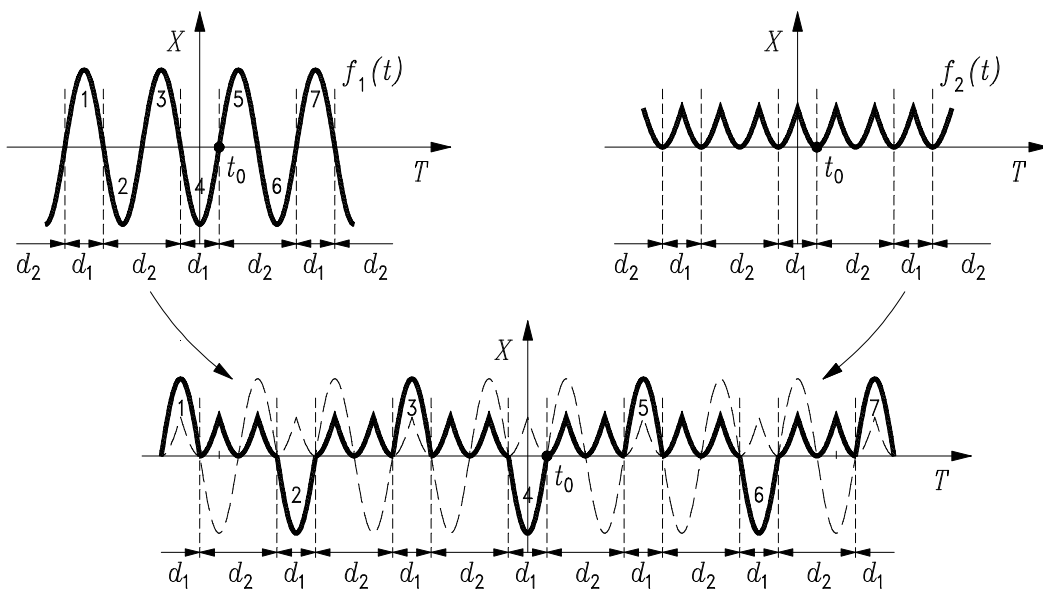 X
f₁(t)
1 3 5 7
2 4 6
t₀
T
d₂ d₁ d₂ d₁ d₂ d₁ d₂
X
f₂(t)
t₀
T
d₂ d₁ d₂ d₁ d₂ d₁ d₂
X
1 3 5 7
2 4 6
t₀
T
d₁ d₂ d₁ d₂ d₁ d₂ d₁ d₂ d₁ d₂ d₁ d₂ d₁